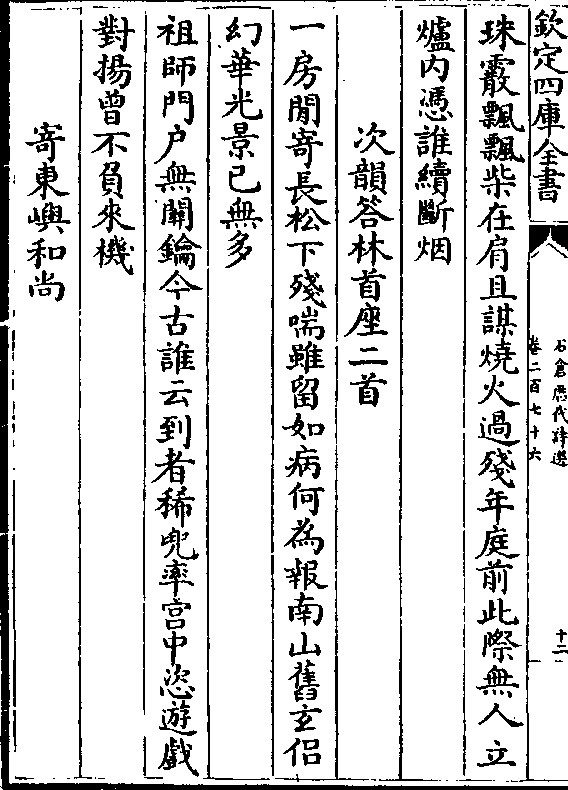 欽定四庫全書
石倉歷代詩選
卷二百七十六
十二
珠霰飄飄柴在肩且謀燒火過殘年庭前此際無人立
爐內憑誰續斷烟
次韻答林首座二首
一房閒寄長松下殘喘雖留如病何為報南山舊玄侶
幻華光景已無多
祖師門户無關鑰今古誰云到者稀兜率宫中恣遊戲
對揚曾不負來機
寄東嶼和尚